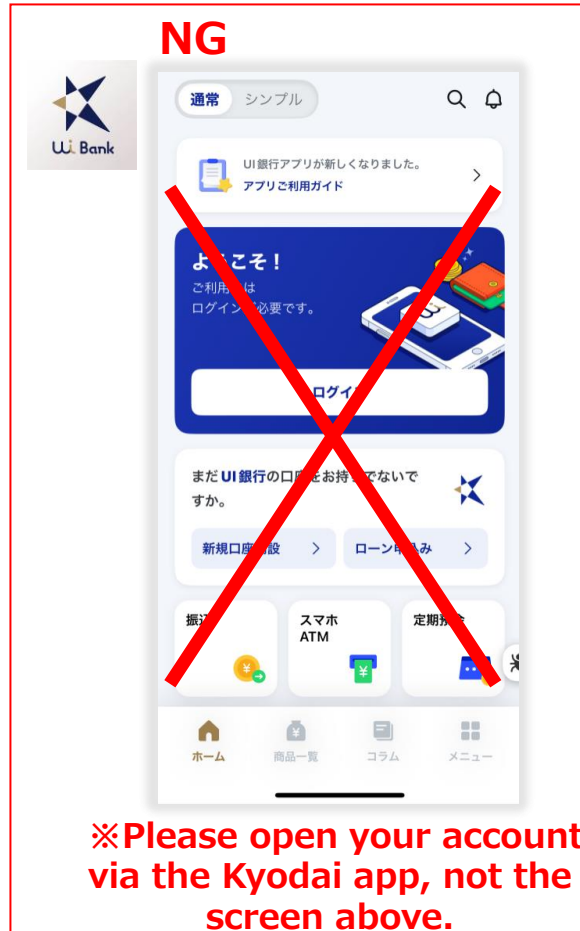 NG
Ui Bank
通常 シンプル
UI銀行アプリが新しくなりました。
アプリご利用ガイド
ようこそ！
ご利用 は
ログイン 必要です。
ログイ
まだUI銀行の口座をお持 でないで
すか。
新規口座 設
ローン申込み
振込
スマホ
ATM
定期預金
ホーム
商品一覧
コラム
メニュー
※Please open your account
via the Kyodai app, not the
screen above.